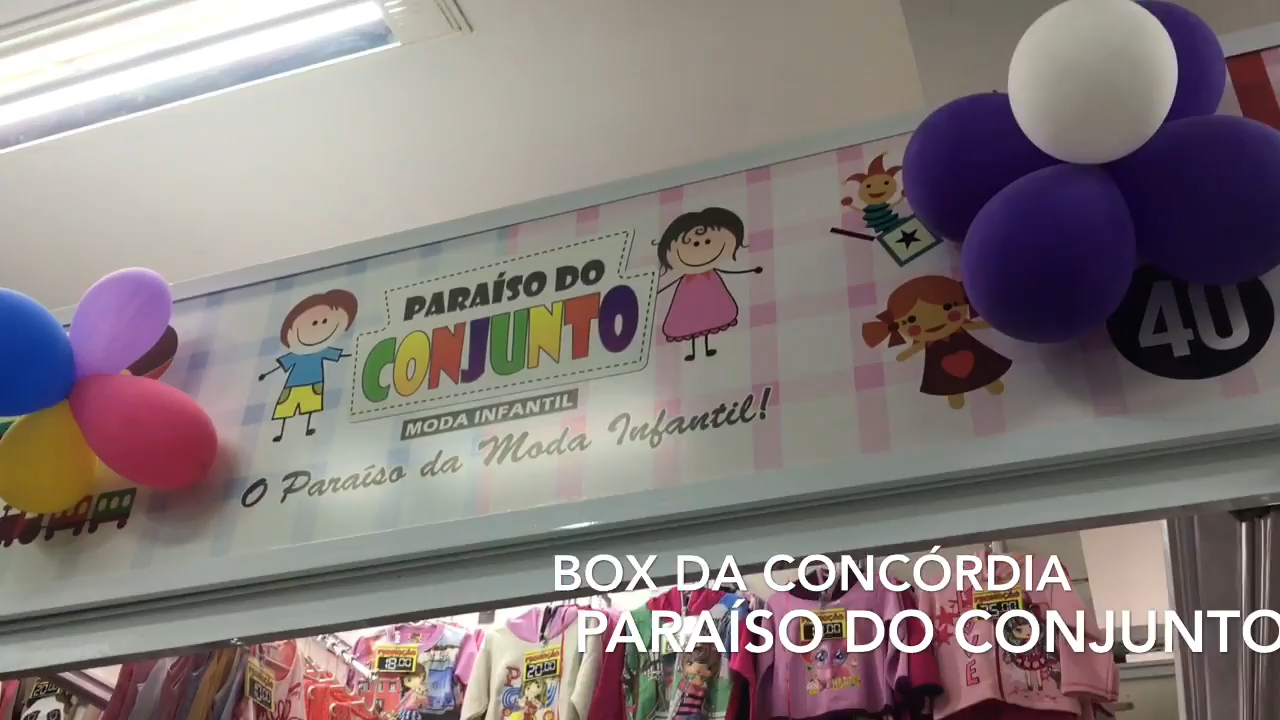 PARAÍSO DO
CONJUNTO
MODA INFANTIL
O Paraíso da Moda Infantil!
40
BOX DA CONCÓRDIA
PARAÍSO DO CONJUNTO
18,00
20,00